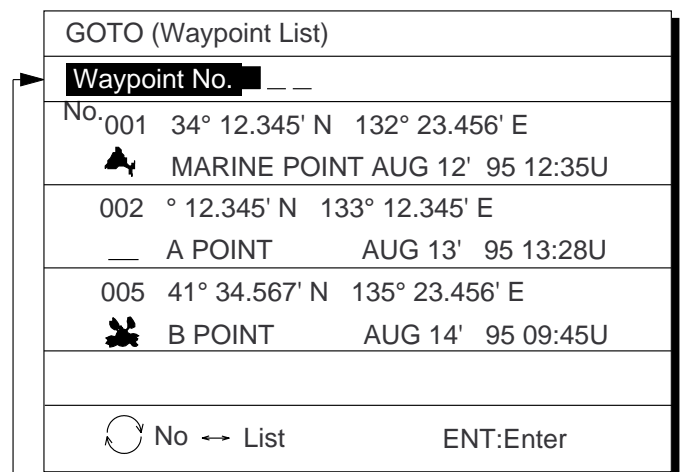 GOTO (Waypoint List)
Waypoint No. _ _
No.
001 34° 12.345' N 132° 23.456' E
MARINE POINT AUG 12' 95 12:35U
002 ° 12.345' N 133° 12.345' E
__ A POINT AUG 13' 95 13:28U
005 41° 34.567' N 135° 23.456' E
B POINT AUG 14' 95 09:45U
No ↔ List ENT:Enter